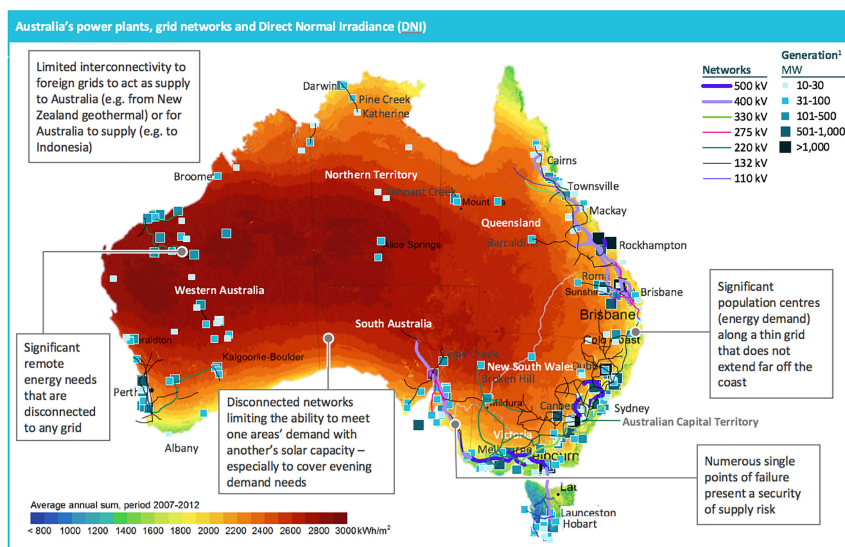 Australia's power plants, grid networks and Direct Normal Irradiance (DNI)
Limited interconnectivity to
foreign grids to act as supply
to Australia (e.g. from New
Zealand geothermal) or for
Australia to supply (e.g. to
Indonesia)
Networks
500 kV
400 kV
330 kV
275 kV
220 kV
132 kV
110 kV
Generation1
MW
10-30
31-100
101-500
501-1,000
>1,000
Darwin
Pine Creek
Katherine
Broome
Northern Territory
Tennant Creek
Mount
Cairns
Townsville
Mackay
Queensland
Barcaldine
Rockhampton
Alice Springs
Western Australia
Brisbane
Brisbane
South Australia
New South Wales
Broken Hill
Kalgoorlie-Boulder
Perth
Albany
Mildura
Sydney
Australian Capital Territory
Victoria
Launceston
Hobart
Significant
remote
energy needs
that are
disconnected
to any grid
Disconnected networks
limiting the ability to meet
one areas' demand with
another's solar capacity –
especially to cover evening
demand needs
Significant
population centres
(energy demand)
along a thin grid
that does not
extend far off the
coast
Numerous single
points of failure
present a security
of supply risk
Average annual sum, period 2007-2012
< 800 1000 1200 1400 1600 1800 2000 2200 2400 2600 2800 3000 kWh/m2